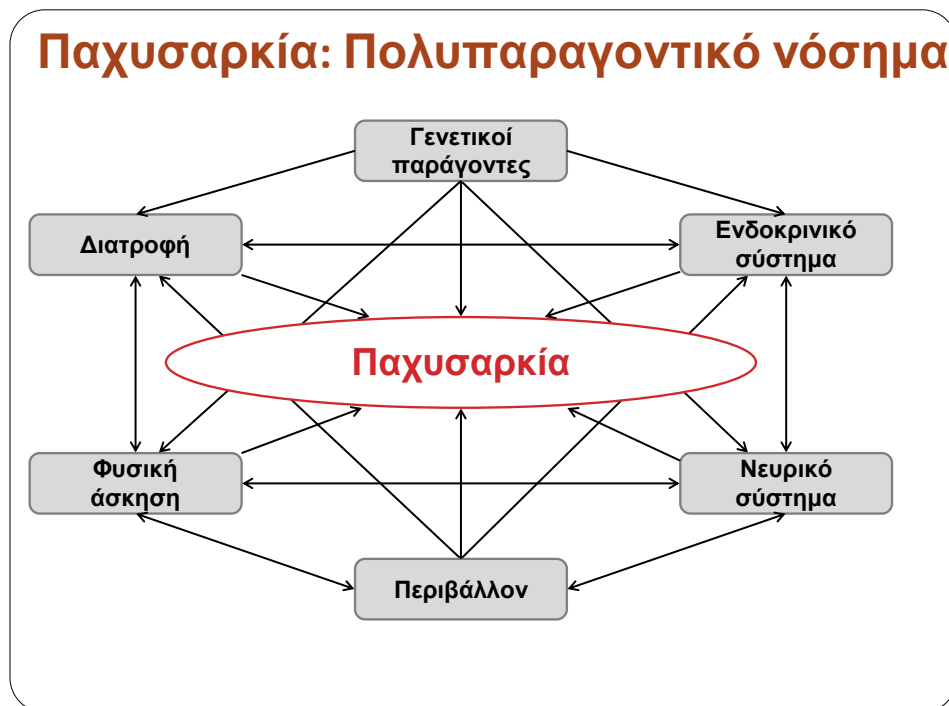 Παχυσαρκία: Πολυπαραγοντικό νόσημα
Γενετικοί
παράγοντες
Διατροφή
Ενδοκρινικό
σύστημα
Παχυσαρκία
Φυσική
άσκηση
Νευρικό
σύστημα
Περιβάλλον